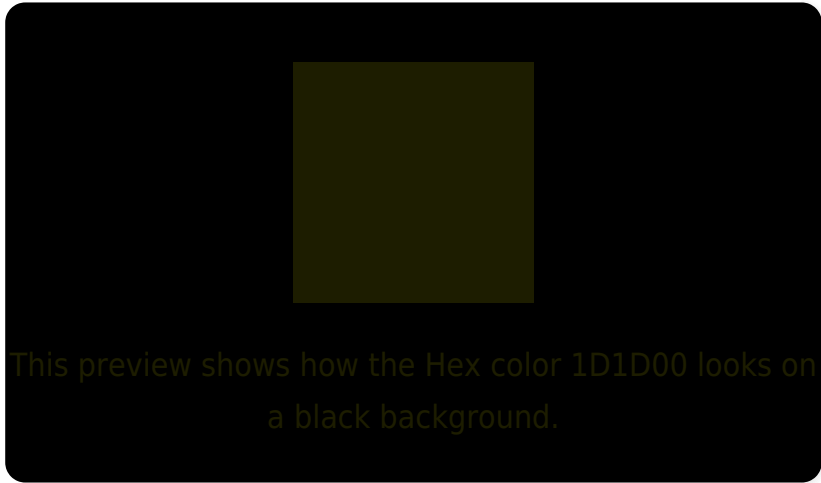 This preview shows how the Hex color 1D1D00 looks on
a black background.